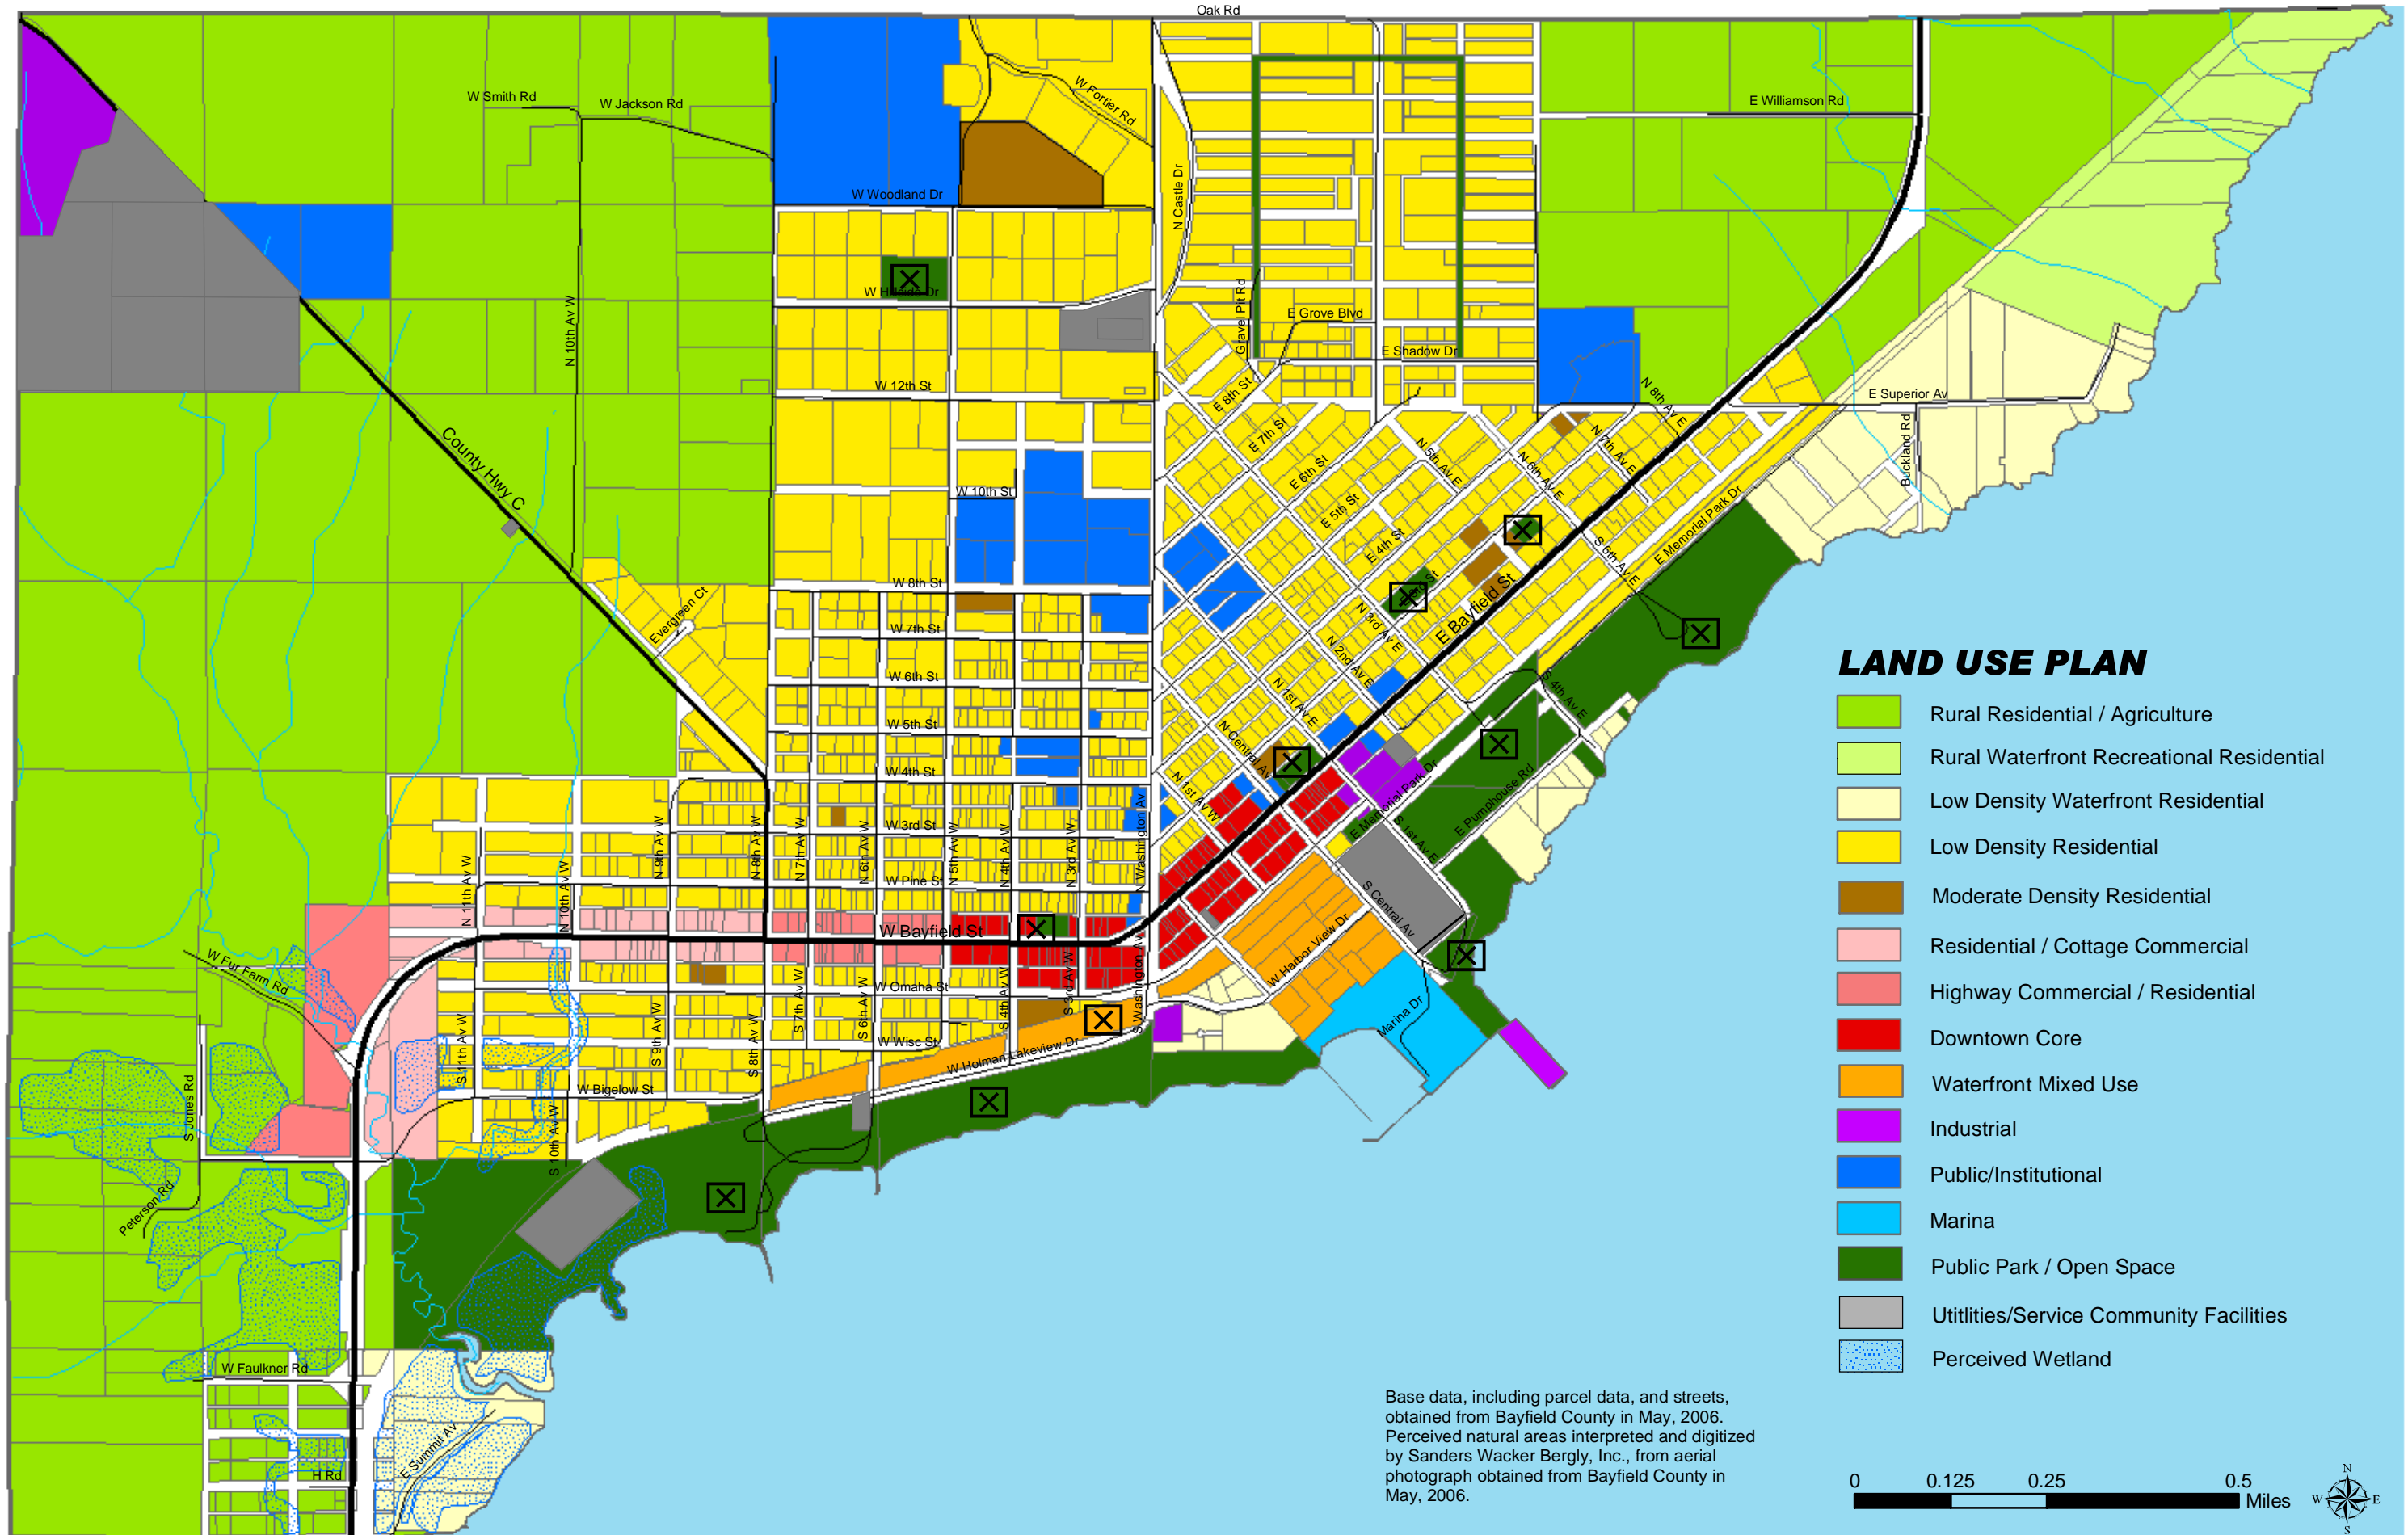 Oak Rd
W Smith Rd
W Jackson Rd
W Fortier Rd
E Williamson Rd
W Woodland Dr
N Castle Dr
W Hillside Dr
N 10th Av W
Gravel Pit Rd
E Grove Blvd
E Shadow Dr
W 12th St
E 8th St
N 8th Av E
E Superior Av
Buckland Rd
E 7th St
N 5th Av E
N 7th Av E
N 6th Av E
E 6th St
County Hwy C
W 10th St
E 5th St
E Memorial Park Dr
E 4th St
S 6th Av E
W 8th St
E Bayfield St
Evergreen Ct
W 7th St
N 3rd Av E
N 2nd Av E
W 6th St
N 1st Av E
S 4th Av E
W 5th St
N Central Av
W 4th St
N 1st Av W
E Memorial Park Dr
E Pumphouse Rd
S 1st Av E
W 3rd St
N 11th Av W
N 10th Av W
N 9th Av W
N 8th Av W
N 7th Av W
N 6th Av W
N 5th Av W
N 4th Av W
N 3rd Av W
N Washington Av
W Pine St
S Central Av
W Bayfield St
W Harbor View Dr
W Fur Farm Rd
W Omaha St
S 11th Av W
S 9th Av W
S 8th Av W
S 7th Av W
S 6th Av W
S 4th Av W
S 3rd Av W
S Washington Av
Marina Dr
W Wisc St
W Holman Lakeview Dr
W Bigelow St
S Jones Rd
S 10th Av W
Peterson Rd
W Faulkner Rd
E Summit Av
H Rd
LAND USE PLAN
Rural Residential / Agriculture
Rural Waterfront Recreational Residential
Low Density Waterfront Residential
Low Density Residential
Moderate Density Residential
Residential / Cottage Commercial
Highway Commercial / Residential
Downtown Core
Waterfront Mixed Use
Industrial
Public/Institutional
Marina
Public Park / Open Space
Utitlities/Service Community Facilities
Perceived Wetland
Base data, including parcel data, and streets,
obtained from Bayfield County in May, 2006.
Perceived natural areas interpreted and digitized
by Sanders Wacker Bergly, Inc., from aerial
photograph obtained from Bayfield County in
May, 2006.
0 0.125 0.25 0.5
Miles
N
W E
S